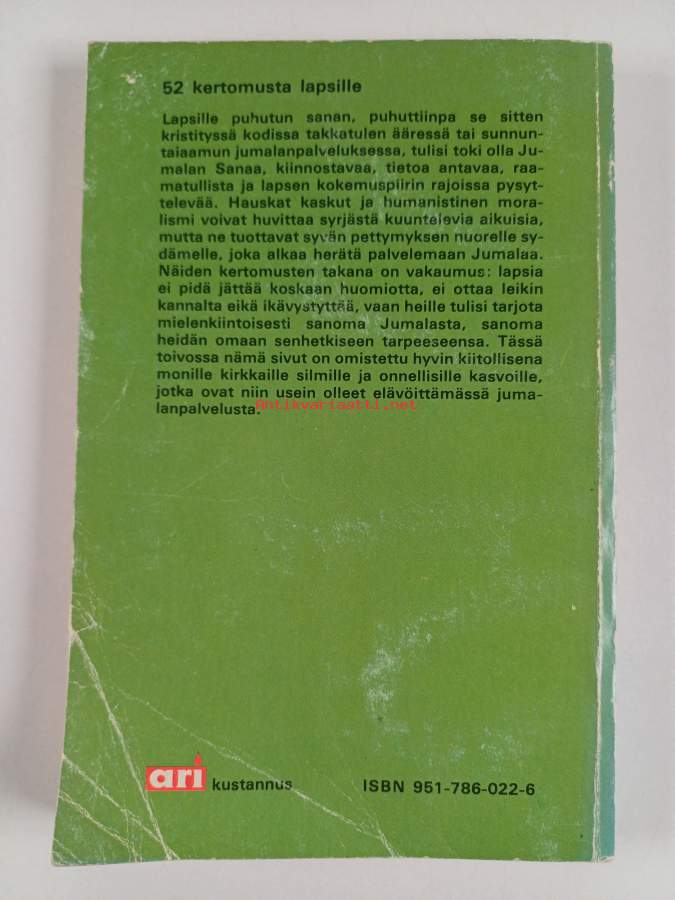 52 kertomusta lapsille
Lapsille puhutun sanan, puhuttiinpa se sitten
kristityssä kodissa takkatulen ääressä tai sunnun-
taiaamun jumalanpalveluksessa, tulisi toki olla Ju-
malan Sanaa, kiinnostavaa, tietoa antavaa, raa-
matullista ja lapsen kokemuspiirin rajoissa pysyt-
televää. Hauskat kaskut ja humanistinen mora-
lismi voivat huvittaa syrjästä kuuntelevia aikuisia,
mutta ne tuottavat syvän pettymyksen nuorelle sy-
dämelle, joka alkaa herätä palvelemaan Jumalaa.
Näiden kertomusten takana on vakaumus: lapsia
ei pidä jättää koskaan huomiotta, ei ottaa leikin
kannalta eikä ikävystyttää, vaan heille tulisi tarjota
mielenkiintoisesti sanoma Jumalasta, sanoma
heidän omaan senhetkiseen tarpeeseensa. Tässä
toivossa nämä sivut on omistettu hyvin kiitollisena
monille kirkkaille silmille ja onnellisille kasvoille,
jotka ovat niin usein olleet elävöittämässä juma-
lanpalvelusta.
Antikvariaatti.net
ari kustannus
ISBN 951-786-022-6